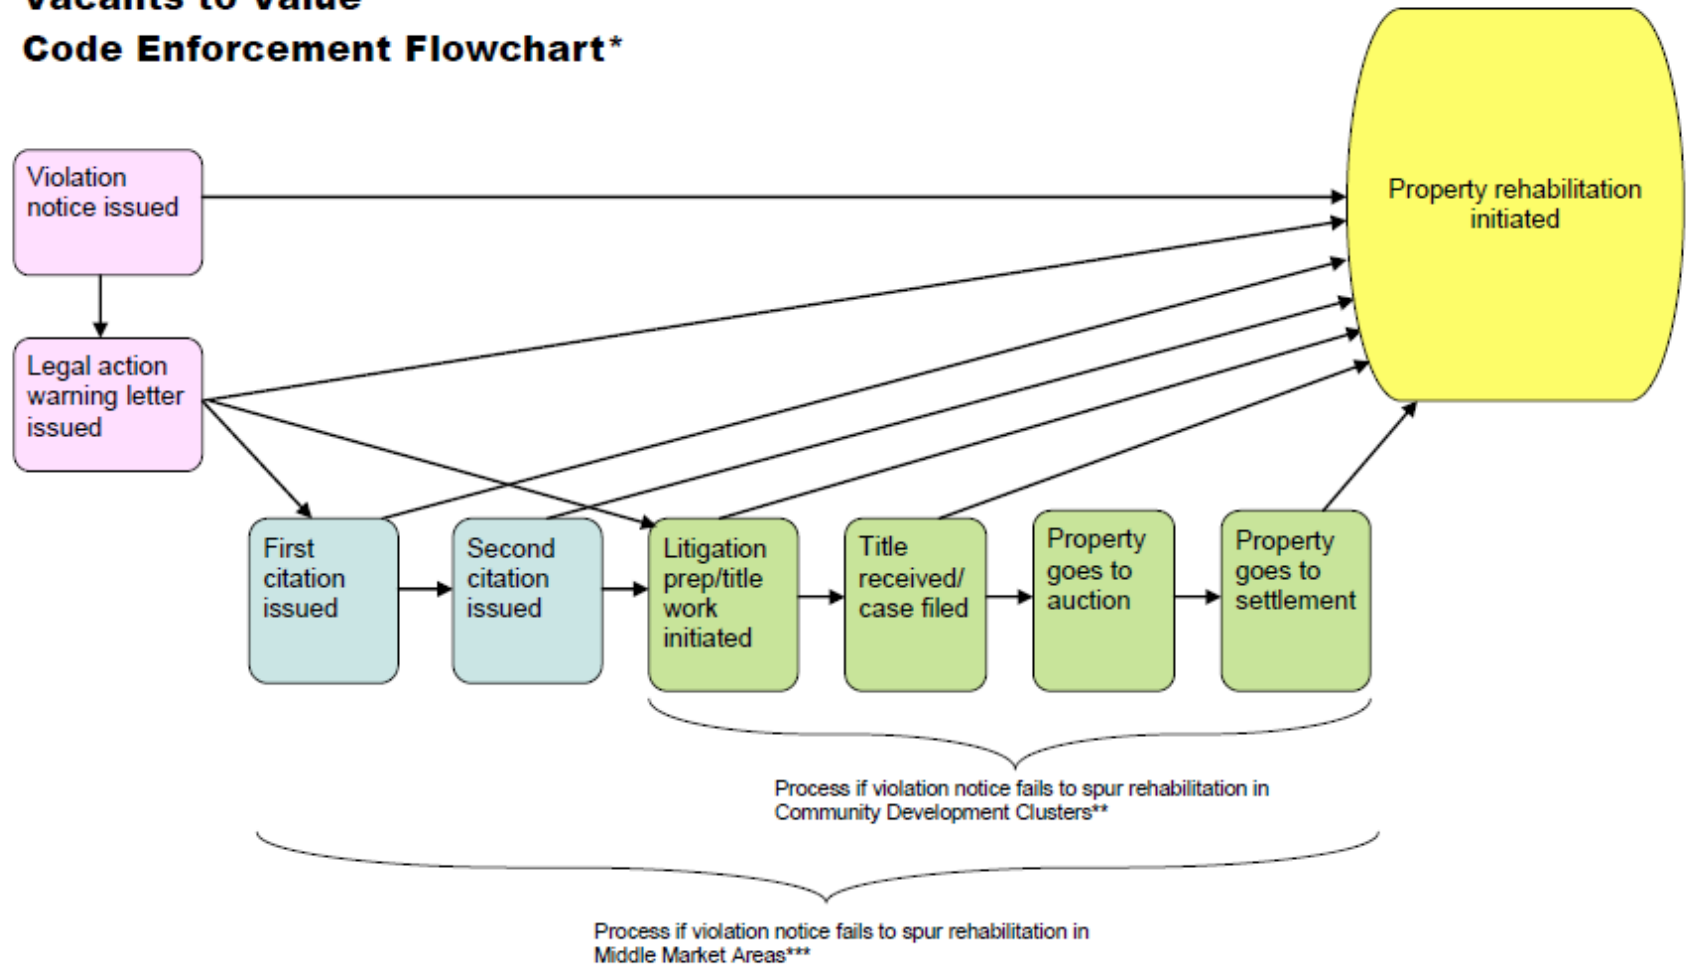 Vacants to Value
Code Enforcement Flowchart*
Violation
notice issued
Property rehabilitation
initiated
Legal action
warning letter
issued
First
citation
issued
Second
citation
issued
Litigation
prep/title
work
initiated
Title
received/
case filed
Property
goes to
auction
Property
goes to
settlement
Process if violation notice fails to spur rehabilitation in
Community Development Clusters**
Process if violation notice fails to spur rehabilitation in
Middle Market Areas***